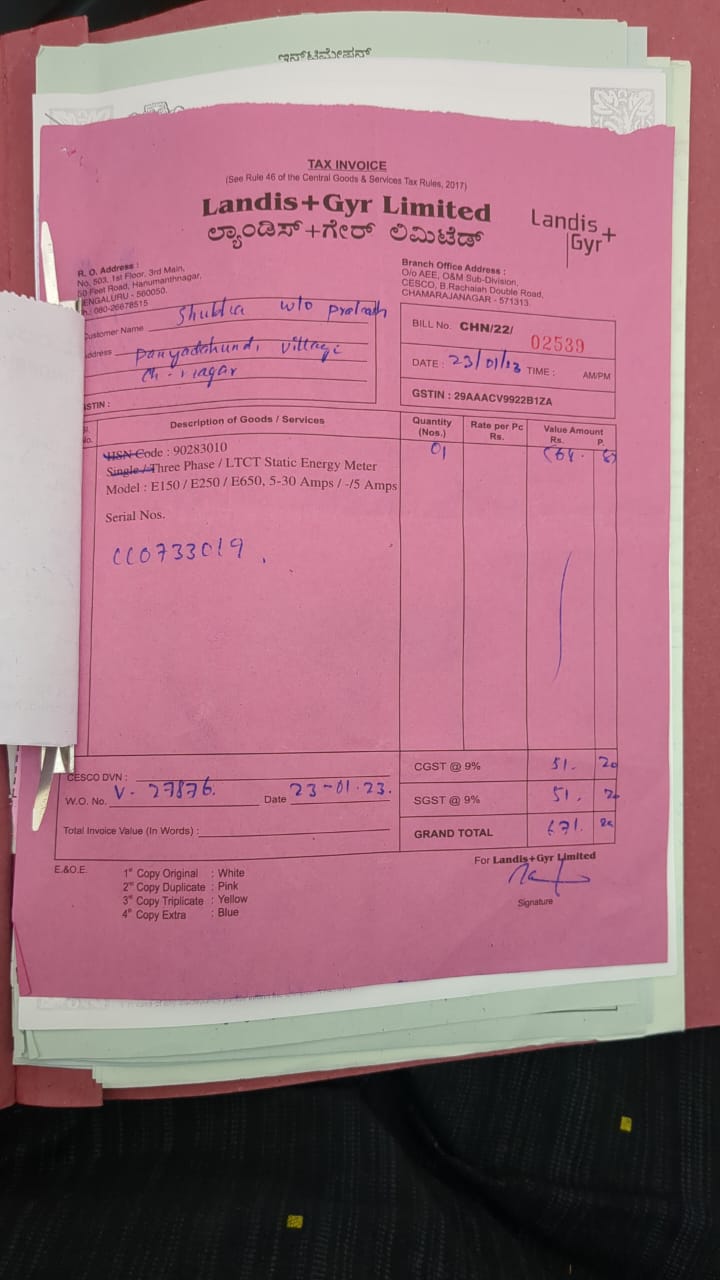 ಇನ್‌ಟಿಮೇಷನ್
TAX INVOICE
(See Rule 46 of the Central Goods & Services Tax Rules, 2017)
Landis+Gyr Limited
ಲ್ಯಾಂಡಿಸ್+ಗೇರ್ ಲಿಮಿಟೆಡ್
Landis+
Gyr
R. O. Address :
No. 503, 1st Floor, 3rd Main,
50 Feet Road, Hanumanthnagar,
BENGALURU - 560050.
Ph.: 080-26678515
Branch Office Address :
O/o AEE, O&M Sub-Division,
CESCO, B.Rachaiah Double Road,
CHAMARAJANAGAR - 571313.
Customer Name w/o
Address village
Ch. Nagar
GSTIN :
BILL No. CHN/22/ 02539
DATE : 23/01/23 TIME : AM/PM
GSTIN : 29AAACV9922B1ZA
Sl. No. Description of Goods / Services Quantity (Nos.) Rate per Pc Rs. Value Amount Rs. P.
HSN Code : 90283010 01
Single / Three Phase / LTCT Static Energy Meter
Model : E150 / E250 / E650, 5-30 Amps / -/5 Amps
Serial Nos.
CC0733019.
CESCO DVN :
W.O. No. V- 27876. Date 23-01-23.
Total Invoice Value (In Words) :
CGST @ 9% 51. 20
SGST @ 9% 51. 20
GRAND TOTAL 671.
E.&O.E.
1st Copy Original : White
2nd Copy Duplicate : Pink
3rd Copy Triplicate : Yellow
4th Copy Extra : Blue
For Landis+Gyr Limited
Signature